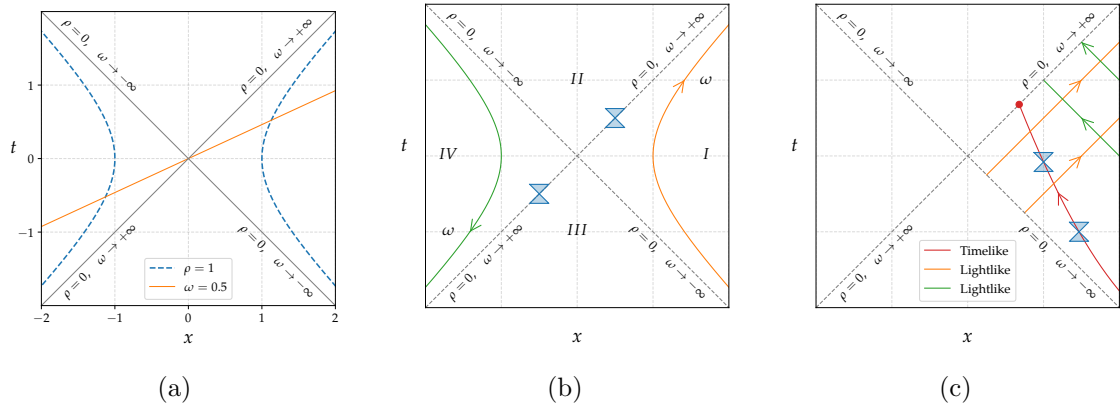 ρ = 0, ω → −∞
ρ = 0, ω → +∞
ρ = 0, ω → +∞
ρ = 0, ω → −∞
1
0
−1
t
−2
−1
0
1
2
x
ρ = 1
ω = 0.5
(a)
ρ = 0, ω → −∞
ρ = 0, ω → +∞
II
ω
IV
I
III
ω
ρ = 0, ω → +∞
ρ = 0, ω → −∞
t
x
(b)
ρ = 0, ω → −∞
ρ = 0, ω → +∞
ρ = 0, ω → +∞
ρ = 0, ω → −∞
t
Timelike
Lightlike
Lightlike
x
(c)